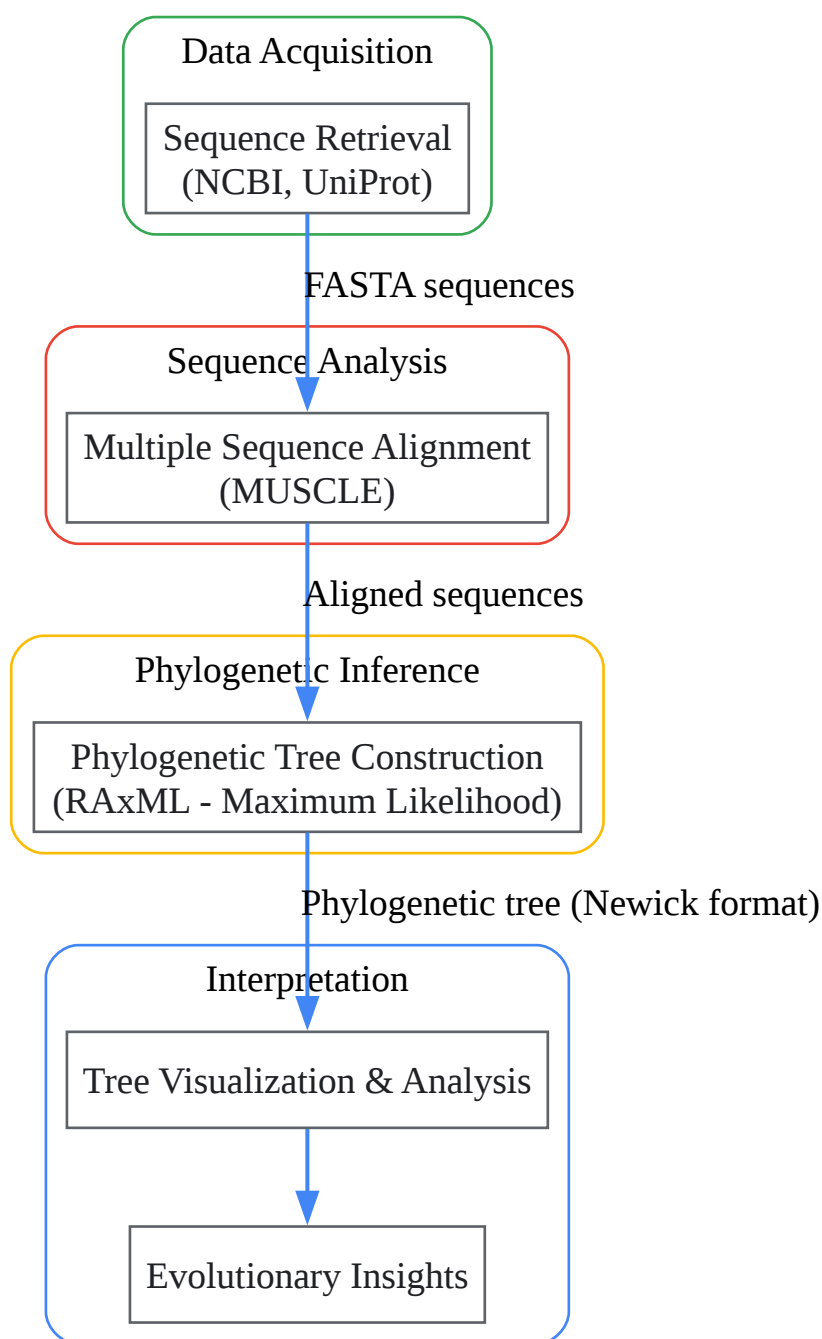 Data Acquisition
Sequence Retrieval
(NCBI, UniProt)
FASTA sequences
Sequence Analysis
Multiple Sequence Alignment
(MUSCLE)
Aligned sequences
Phylogenetic Inference
Phylogenetic Tree Construction
(RAxML - Maximum Likelihood)
Phylogenetic tree (Newick format)
Interpretation
Tree Visualization & Analysis
Evolutionary Insights